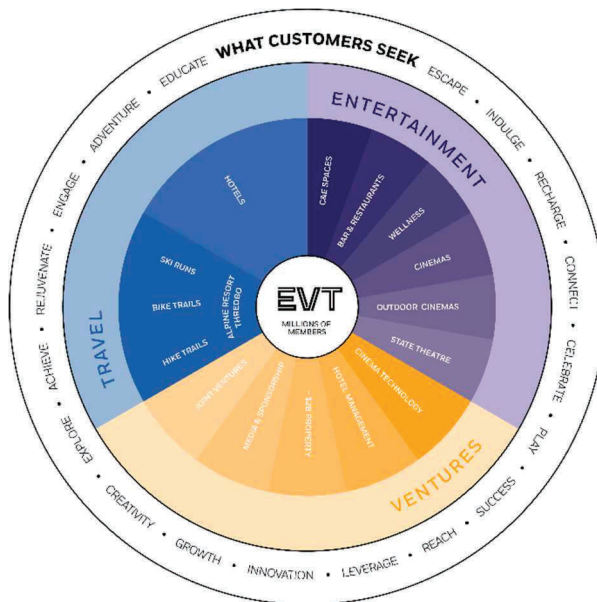 WHAT CUSTOMERS SEEK
ESCAPE • INDULGE • RECHARGE • CONNECT • CELEBRATE • PLAY • SUCCESS • REACH • LEVERAGE • INNOVATION • GROWTH • CREATIVITY • EXPLORE • ACHIEVE • REJUVENATE • ENGAGE • ADVENTURE • EDUCATE
ENTERTAINMENT
CAE SPACES
BAR & RESTAURANTS
WELLNESS
CINEMAS
OUTDOOR CINEMAS
STATE THEATRE
VENTURES
CINEMA TECHNOLOGY
HOTEL MANAGEMENT
MEDIA & SPONSORSHIP
JOINT VENTURES
TRAVEL
HOTELS
SKI RUNS
BIKE TRAILS
HIKE TRAILS
ALPINE RESORT
THREDBO
EVT
MILLIONS OF
MEMBERS